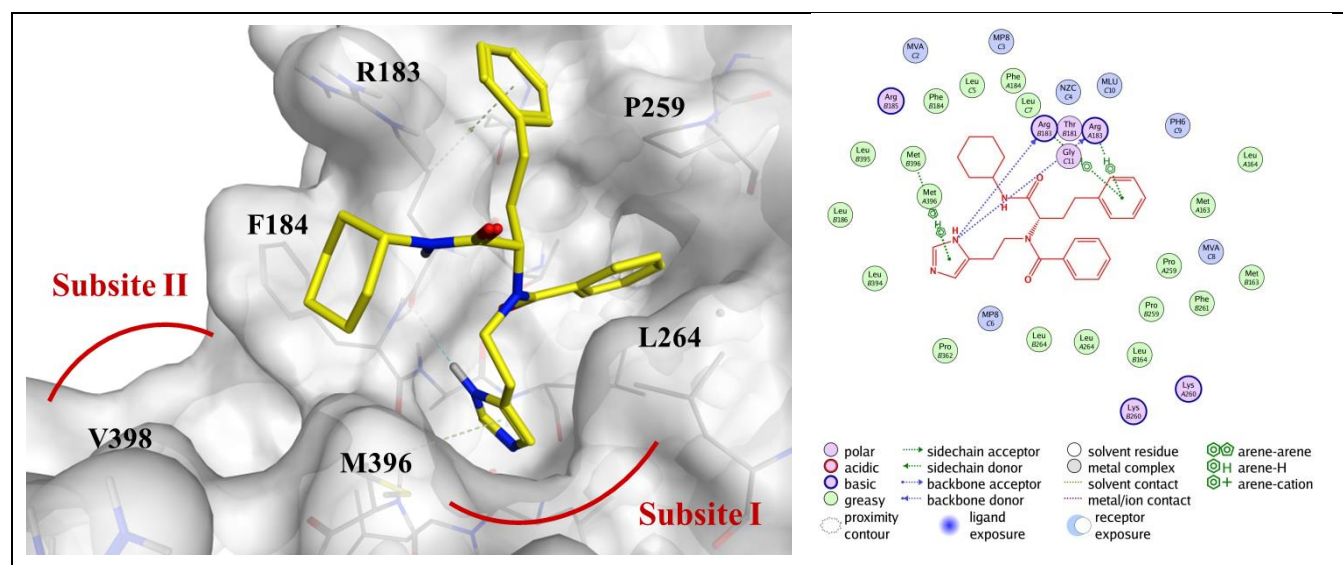 R183
P259
F184
Subsite II
L264
V398
M396
Subsite I
MVA
C2
MP8
C3
Arg
B185
Phe
B184
Leu
C5
Phe
A184
Leu
C7
NZC
C4
MLU
C10
Arg
B183
Thr
B181
Arg
A183
Gly
C11
PH6
C9
Leu
B395
Met
B396
Met
A396
Leu
A164
Leu
B186
Met
A163
Leu
B394
Pro
A259
MVA
C8
Met
B163
Pro
B259
Phe
B261
MP8
C6
Pro
B362
Leu
B264
Leu
A264
Leu
B164
Lys
B260
Lys
A260
H
H
H
O
N
H
H
N
N
N
O
polar
acidic
basic
greasy
proximity
contour
sidechain acceptor
sidechain donor
backbone acceptor
backbone donor
ligand
exposure
solvent residue
metal complex
solvent contact
metal/ion contact
receptor
exposure
arene-arene
H arene-H
+ arene-cation